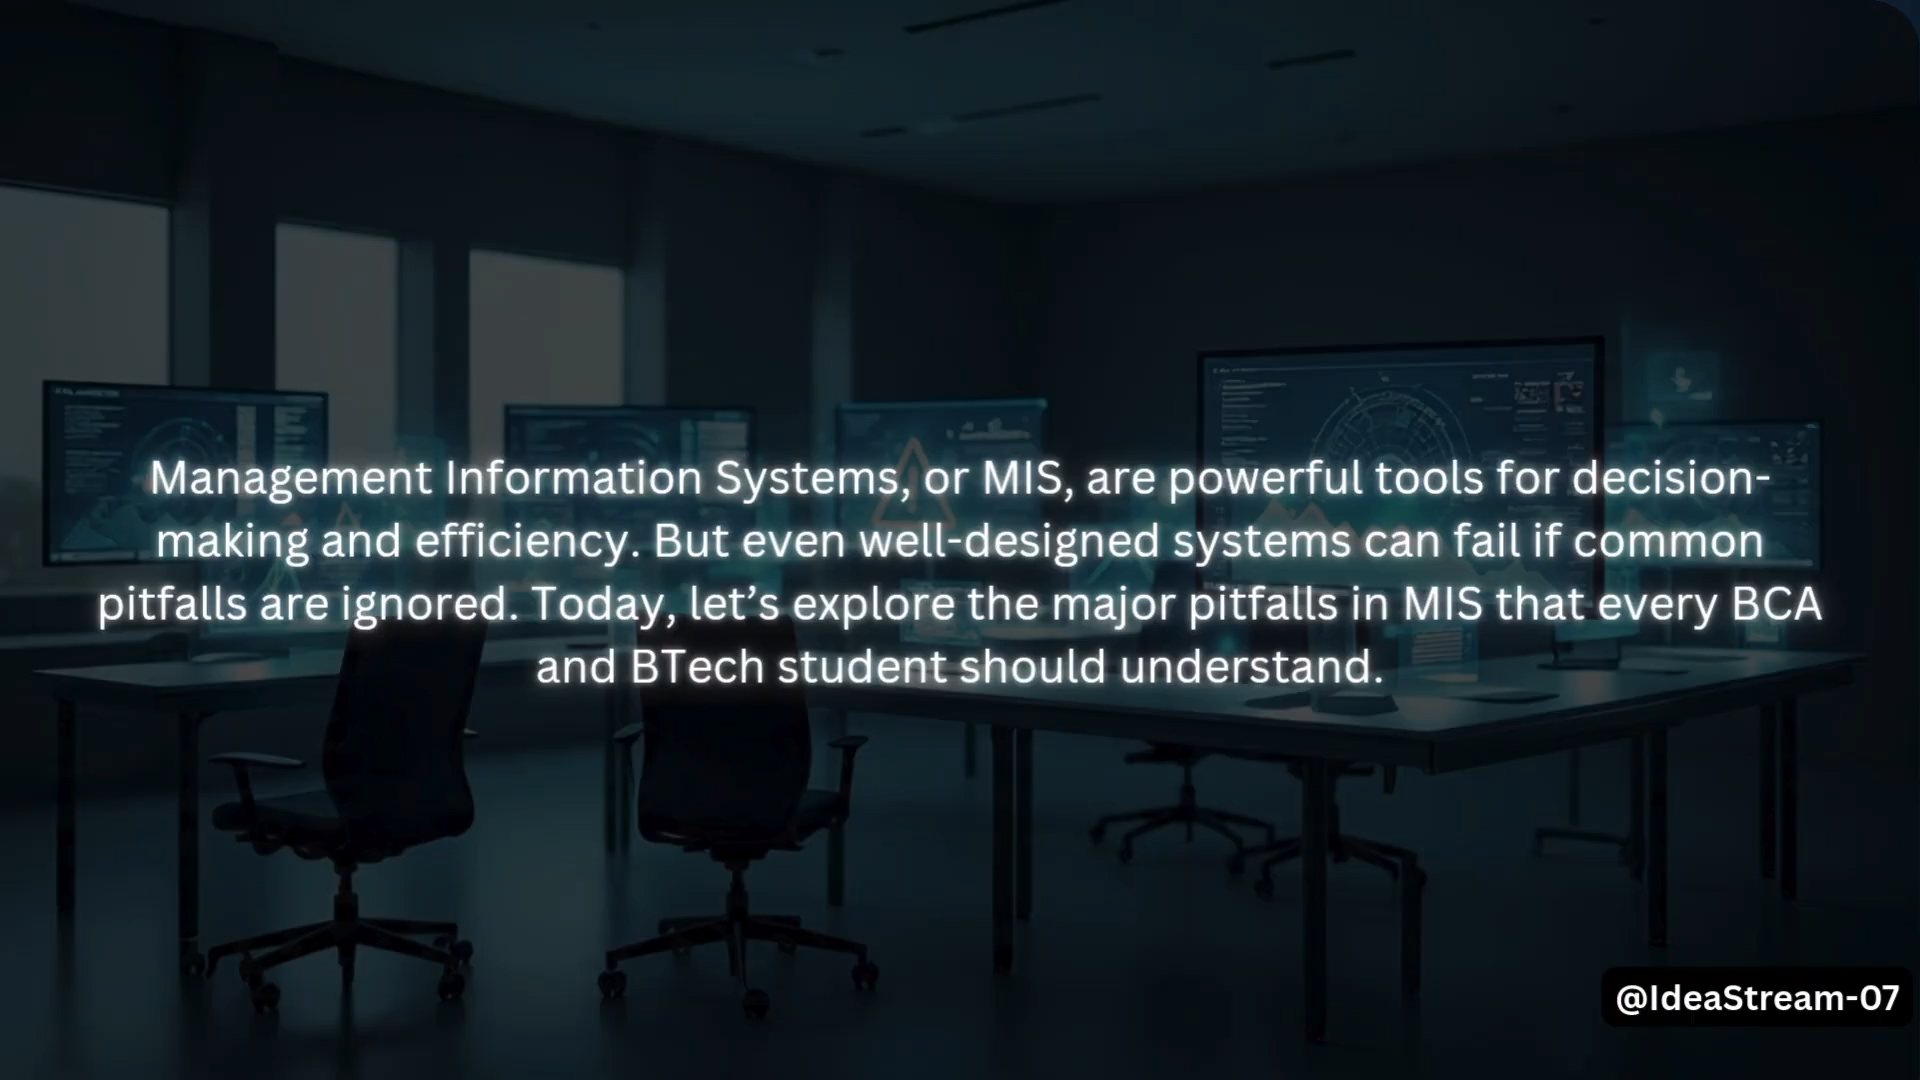 Management Information Systems, or MIS, are powerful tools for decision-
making and efficiency. But even well-designed systems can fail if common
pitfalls are ignored. Today, let’s explore the major pitfalls in MIS that every BCA
and BTech student should understand.
@IdeaStream-07